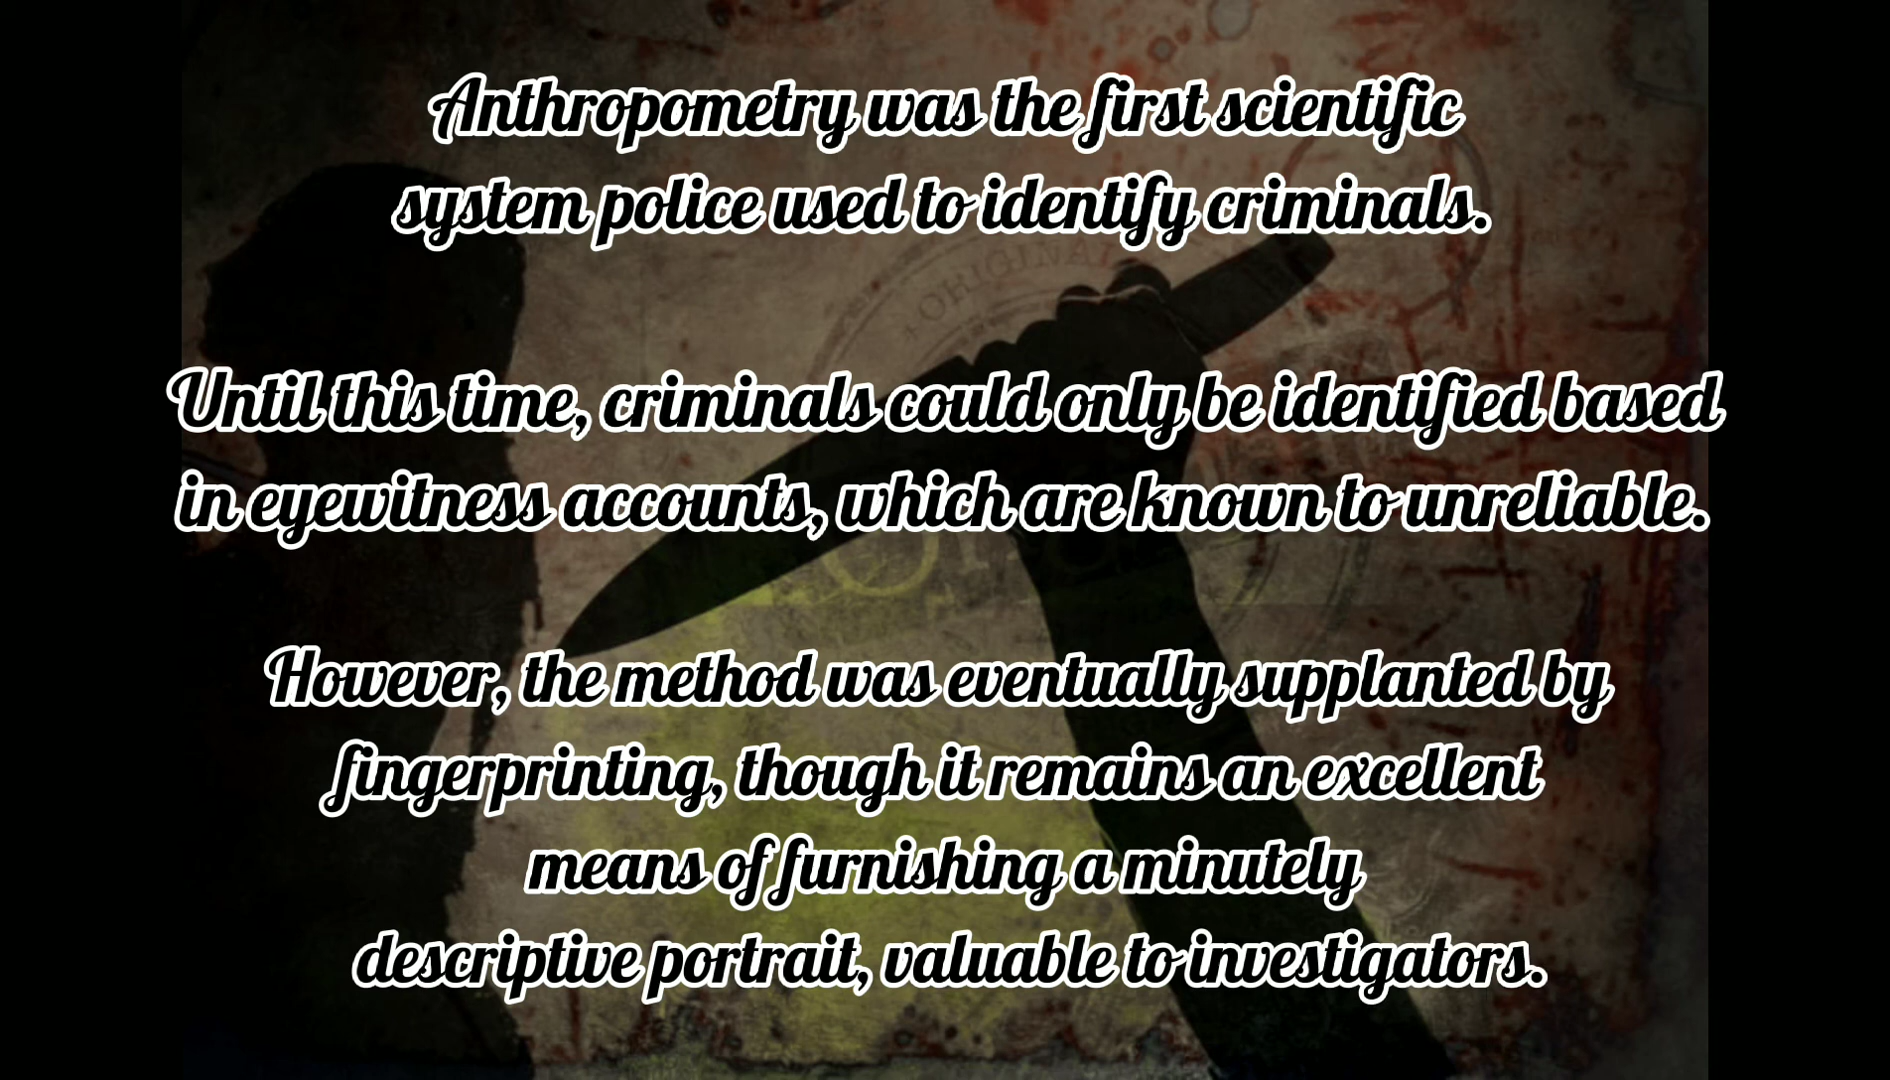 Anthropometry was the first scientific
system police used to identify criminals.
ORIGINAL
Until this time, criminals could only be identified based
in eyewitness accounts, which are known to unreliable.
However, the method was eventually supplanted by
fingerprinting, though it remains an excellent
means of furnishing a minutely
descriptive portrait, valuable to investigators.